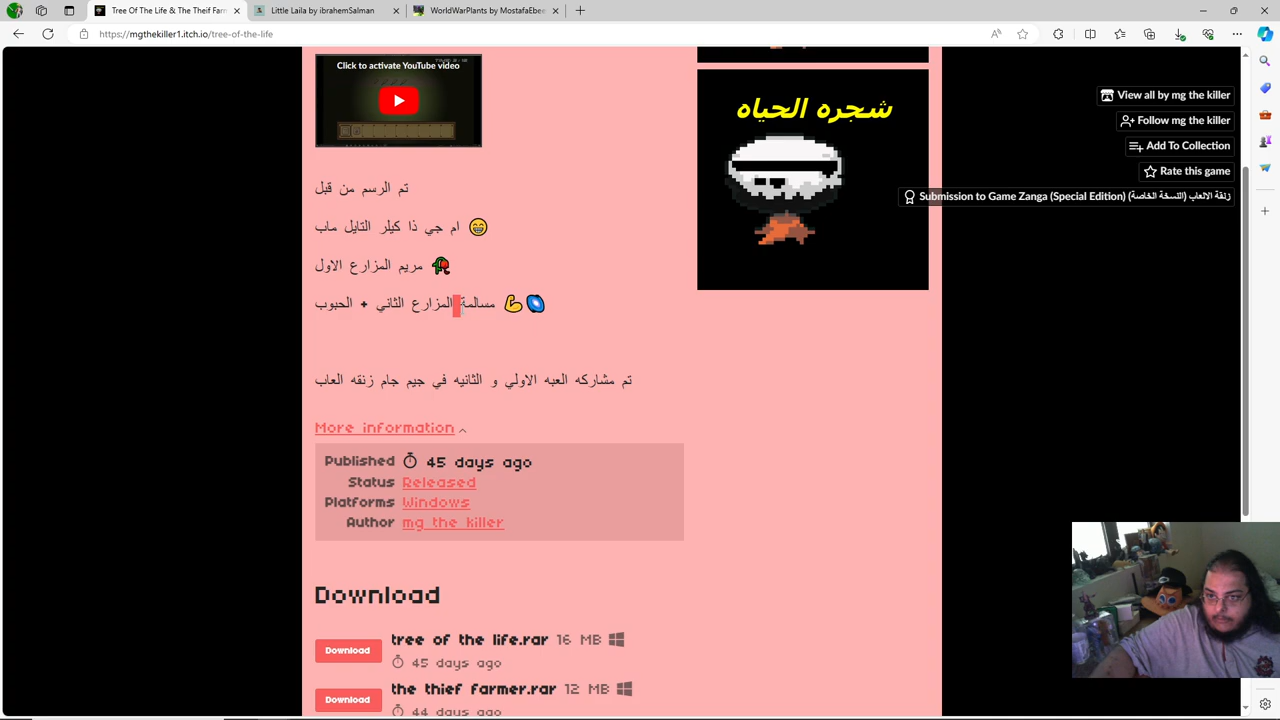 Tree Of The Life & The Theif Farm
Little Laila by ibrahemSalman
WorldWarPlants by MostafaEbee
https://mgthekiller1.itch.io/tree-of-the-life
Click to activate YouTube video
شجره الحياه
View all by mg the killer
Follow mg the killer
Add To Collection
Rate this game
Submission to Game Zanga (Special Edition) زنقة الالعاب (النسخة الخاصة)
تم الرسم من قبل
ام جي ذا كيلر التايل ماب 😁
مريم المزارع الاول 🥀
مسالمة المزارع الثاني + الحبوب 💪
تم مشاركه العبه الاولي و الثانيه في جيم جام زنقه العاب
More information
Published 45 days ago
Status Released
Platforms Windows
Author mg the killer
Download
Download tree of the life.rar 16 MB
45 days ago
Download the thief farmer.rar 12 MB
44 days ago